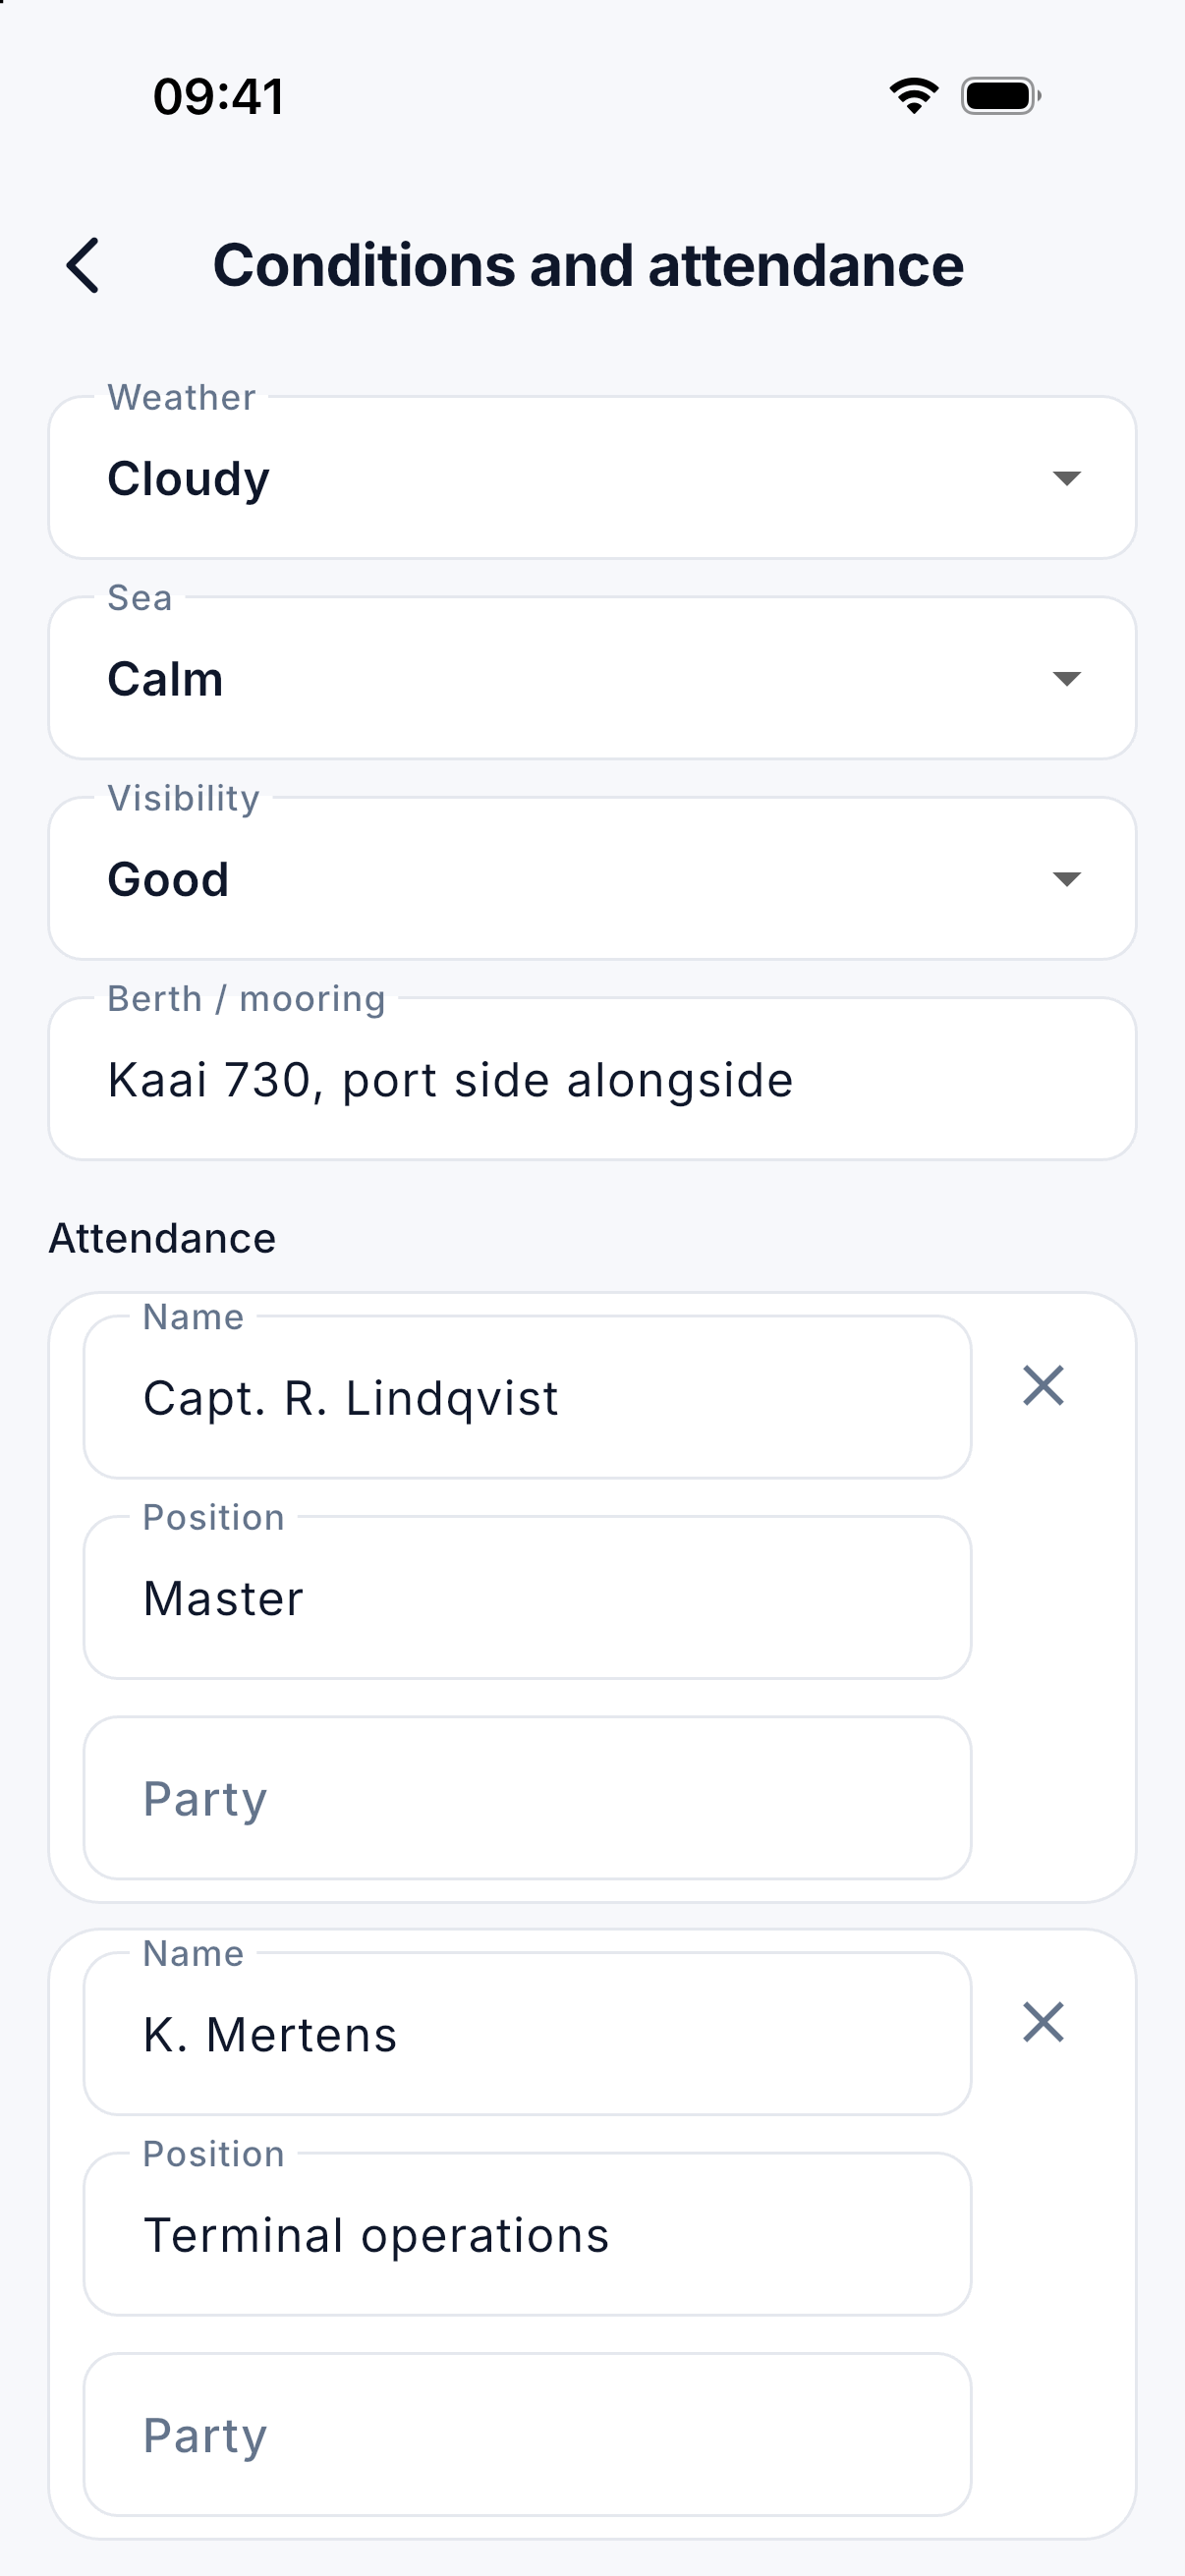 09:41
Conditions and attendance
Weather
Cloudy
Sea
Calm
Visibility
Good
Berth / mooring
Kaai 730, port side alongside
Attendance
Name
Capt. R. Lindqvist
Position
Master
Party
Name
K. Mertens
Position
Terminal operations
Party